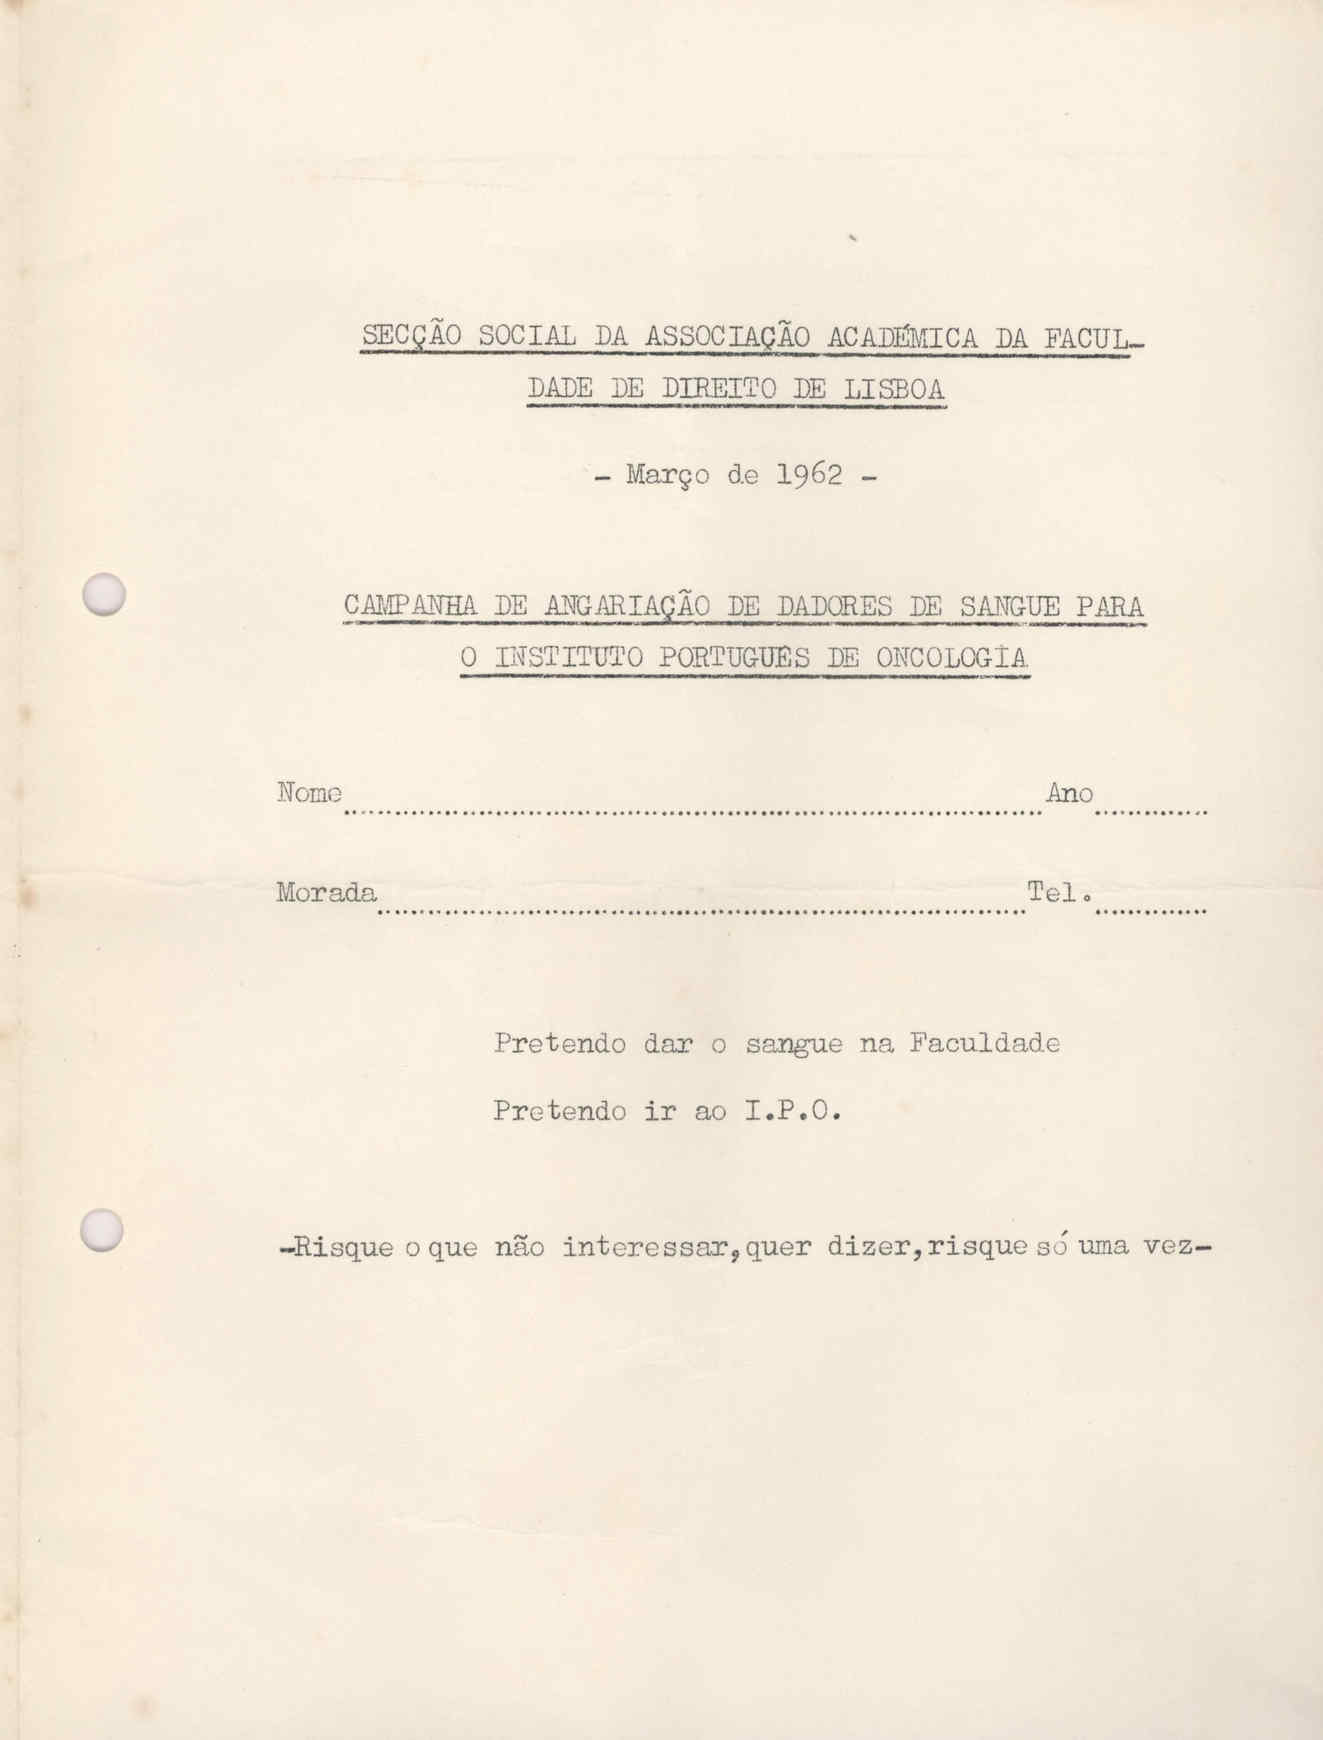 SECÇÃO SOCIAL DA ASSOCIAÇÃO ACADÉMICA DA FACUL-
DADE DE DIREITO DE LISBOA
- Março de 1962 -
CAMPANHA DE ANGARIAÇÃO DE DADORES DE SANGUE PARA
O INSTITUTO PORTUGUÊS DE ONCOLOGÍA
Nome.......................................................Ano.............
Morada.....................................................Tel..............
Pretendo dar o sangue na Faculdade
Pretendo ir ao I.P.O.
-Risque o que não interessar,quer dizer,risque só uma vez-